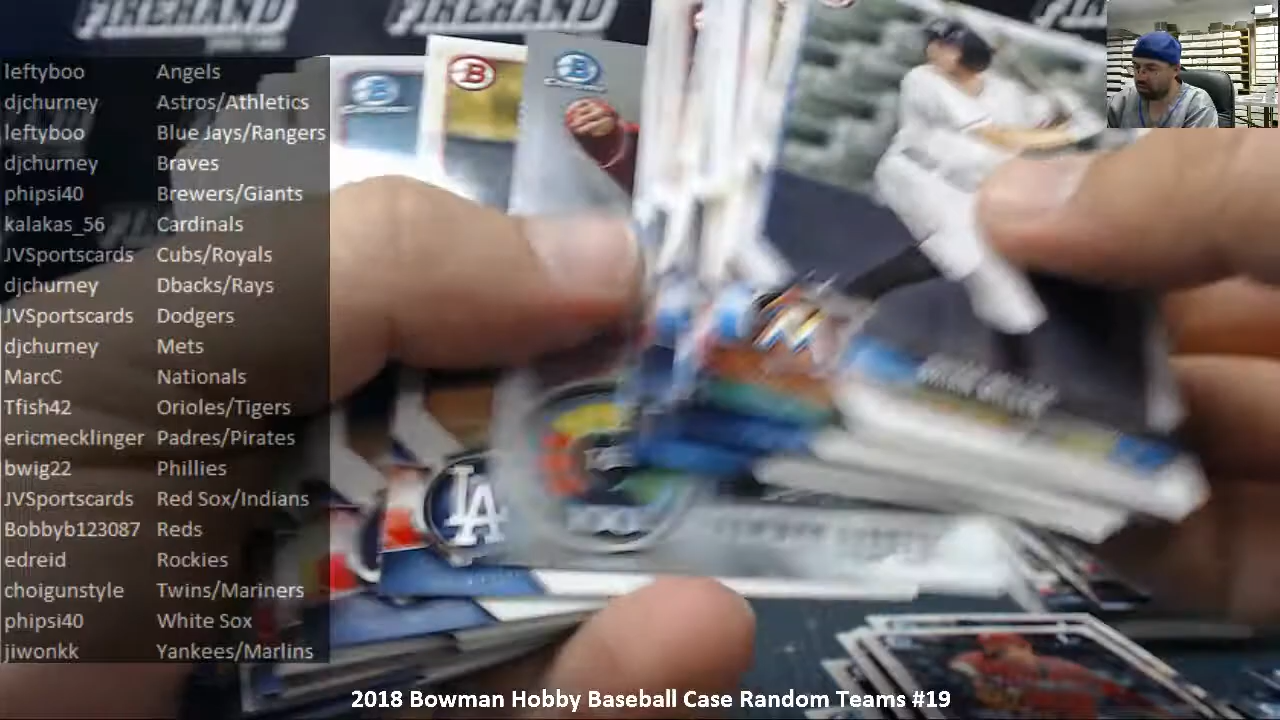 leftyboo Angels
djchurney Astros/Athletics
leftyboo Blue Jays/Rangers
djchurney Braves
phipsi40 Brewers/Giants
kalakas_56 Cardinals
JVSportscards Cubs/Royals
djchurney Dbacks/Rays
JVSportscards Dodgers
djchurney Mets
MarcC Nationals
Tfish42 Orioles/Tigers
ericmecklinger Padres/Pirates
bwig22 Phillies
JVSportscards Red Sox/Indians
Bobbyb123087 Reds
edreid Rockies
choigunstyle Twins/Mariners
phipsi40 White Sox
jiwonkk Yankees/Marlins
B
B
LA
2018 Bowman Hobby Baseball Case Random Teams #19